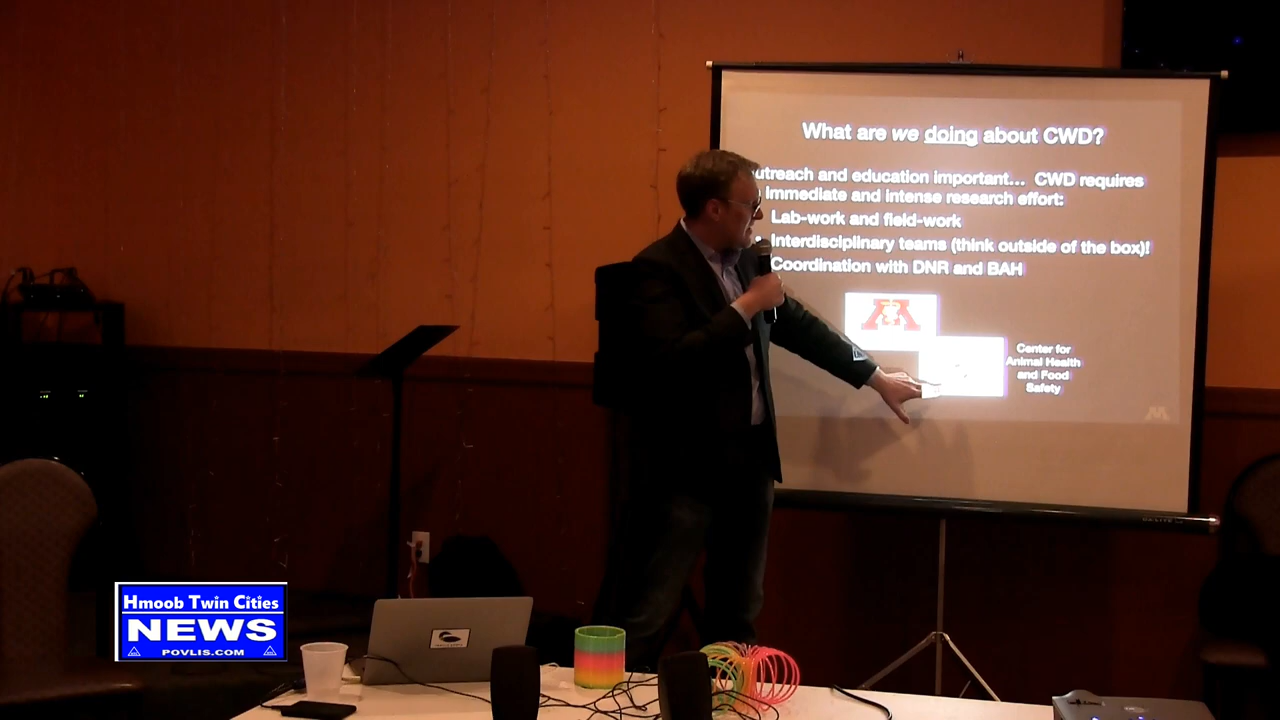 What are we doing about CWD?
utreach and education important... CWD requires
Immediate and intense research effort:
Lab-work and field-work
Interdisciplinary teams (think outside of the box)!
Coordination with DNR and BAH
M
Center for
Animal Health
and Food
Safety
M
Hmoob Twin Cities
NEWS
POVLIS.COM
DA-LITE